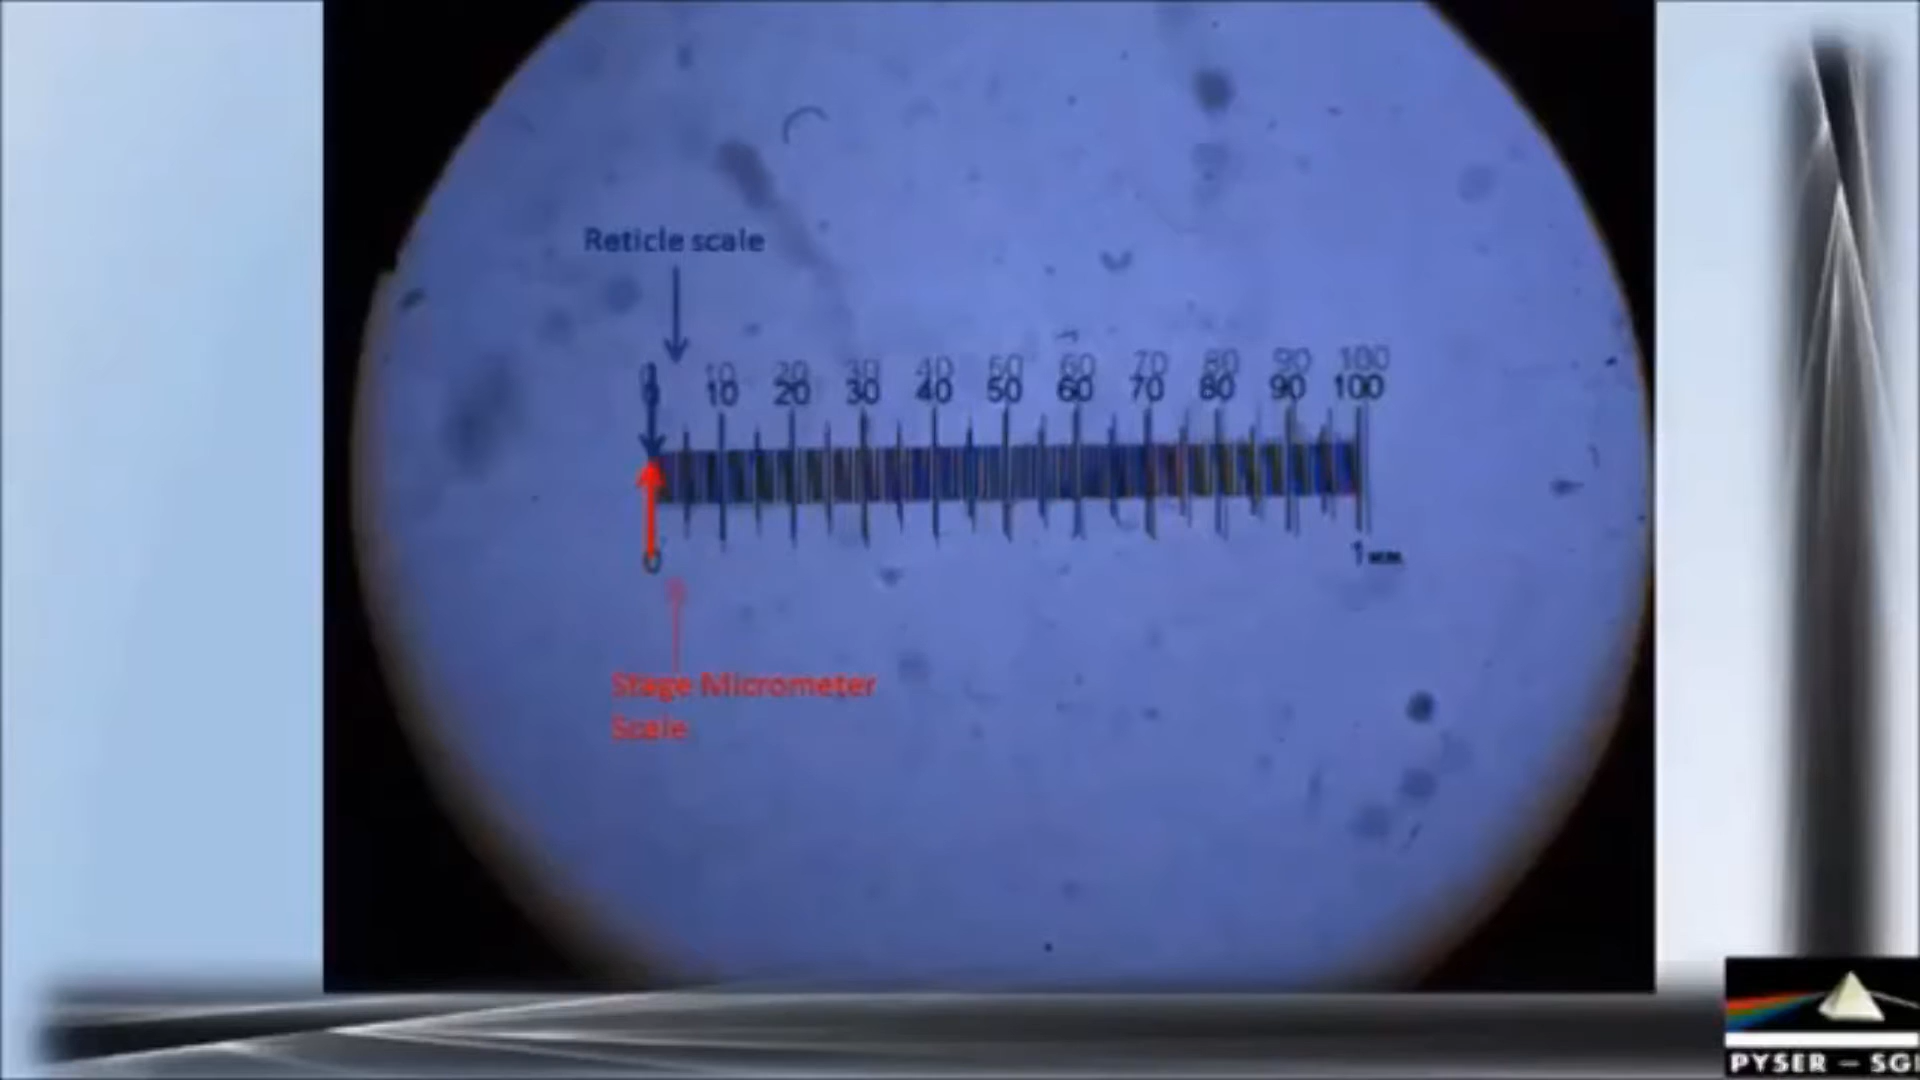 Reticle scale
0 10 20 30 40 50 60 70 80 90 100
0 10 20 30 40 50 60 70 80 90 100
0 1 mm
Stage Micrometer
Scale
PYSER – SGI